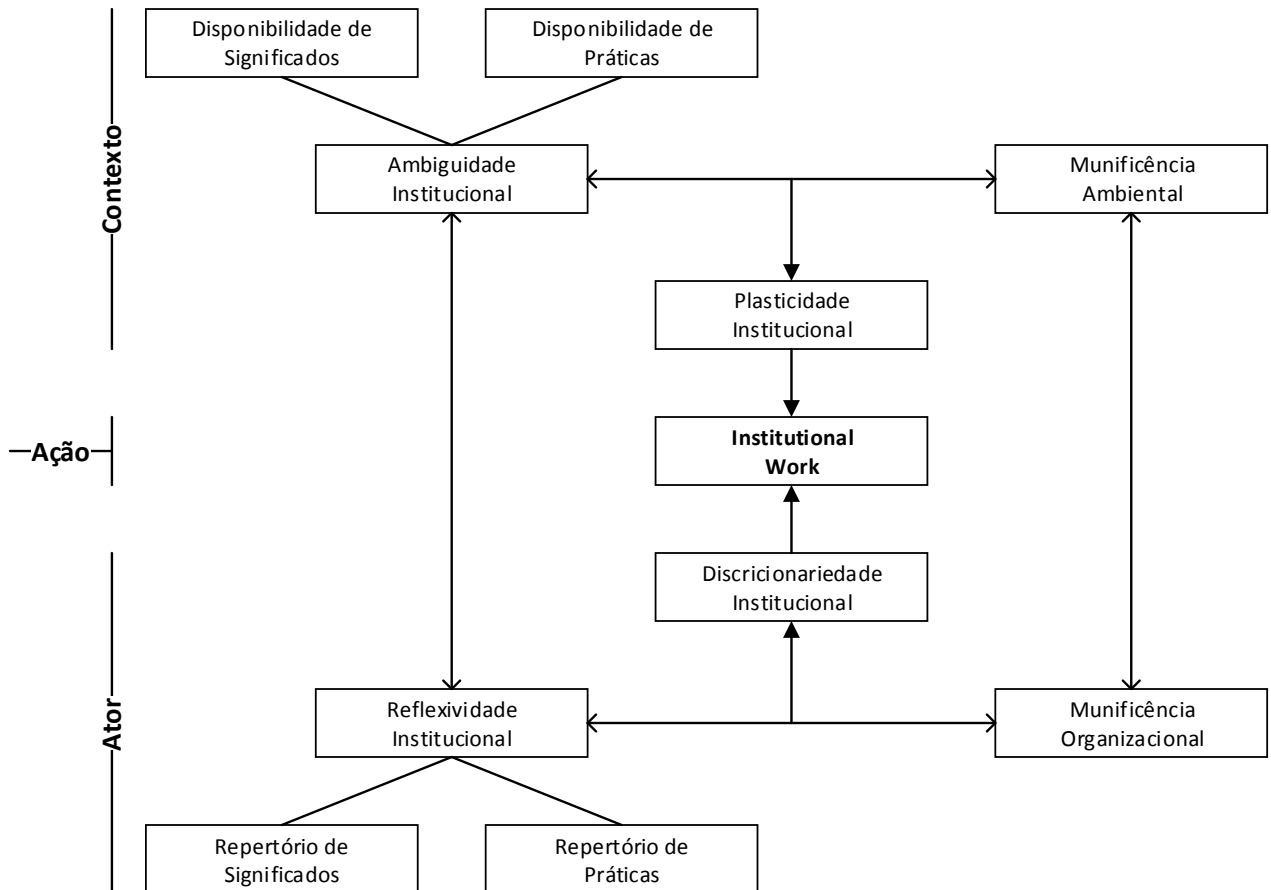 Disponibilidade de
Significados
Disponibilidade de
Práticas
Contexto
Ambiguidade
Institucional
Munificência
Ambiental
Plasticidade
Institucional
Ação
Institutional
Work
Discricionariedade
Institucional
Ator
Reflexividade
Institucional
Munificência
Organizacional
Repertório de
Significados
Repertório de
Práticas